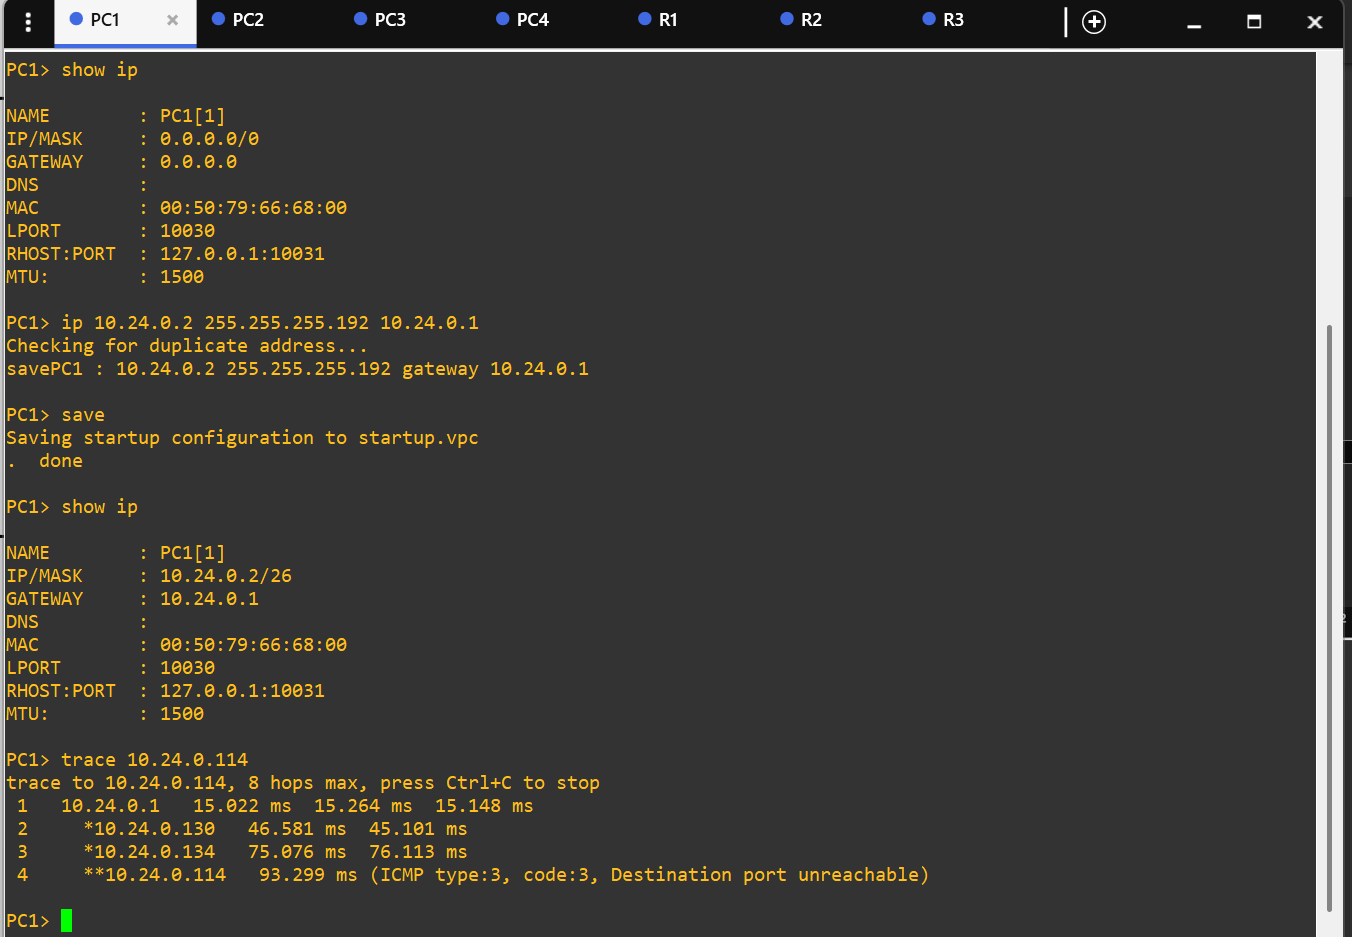 PC1 × PC2 PC3 PC4 R1 R2 R3
PC1> show ip
NAME : PC1[1]
IP/MASK : 0.0.0.0/0
GATEWAY : 0.0.0.0
DNS :
MAC : 00:50:79:66:68:00
LPORT : 10030
RHOST:PORT : 127.0.0.1:10031
MTU: : 1500
PC1> ip 10.24.0.2 255.255.255.192 10.24.0.1
Checking for duplicate address...
savePC1 : 10.24.0.2 255.255.255.192 gateway 10.24.0.1
PC1> save
Saving startup configuration to startup.vpc
. done
PC1> show ip
NAME : PC1[1]
IP/MASK : 10.24.0.2/26
GATEWAY : 10.24.0.1
DNS :
MAC : 00:50:79:66:68:00
LPORT : 10030
RHOST:PORT : 127.0.0.1:10031
MTU: : 1500
PC1> trace 10.24.0.114
trace to 10.24.0.114, 8 hops max, press Ctrl+C to stop
1 10.24.0.1 15.022 ms 15.264 ms 15.148 ms
2 *10.24.0.130 46.581 ms 45.101 ms
3 *10.24.0.134 75.076 ms 76.113 ms
4 **10.24.0.114 93.299 ms (ICMP type:3, code:3, Destination port unreachable)
PC1>